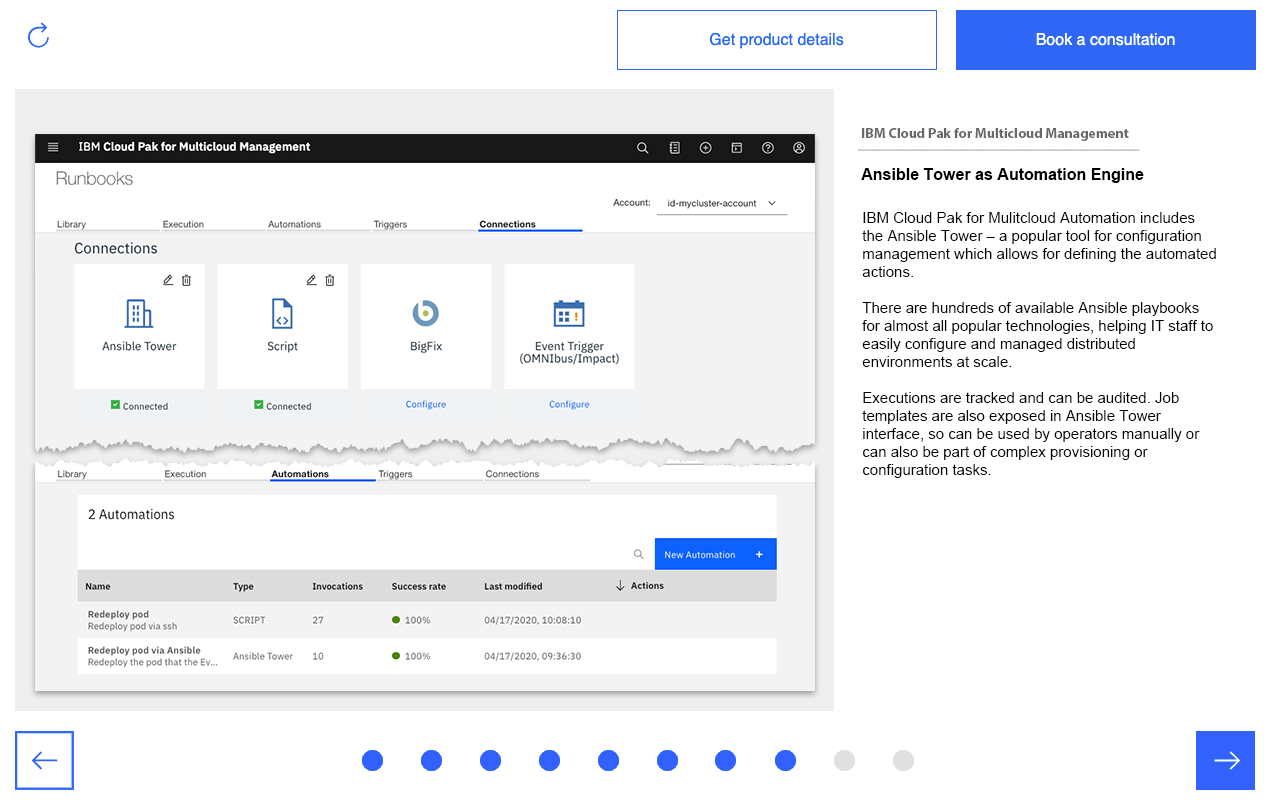 Get product details
Book a consultation
IBM Cloud Pak for Multicloud Management
Runbooks
Account: id-mycluster-account
Library Execution Automations Triggers Connections
Connections
Ansible Tower
Connected
Script
Connected
BigFix
Configure
Event Trigger
(OMNIbus/Impact)
Configure
Library Execution Automations Triggers Connections
2 Automations
New Automation +
Name Type Invocations Success rate Last modified Actions
Redeploy pod
Redeploy pod via ssh
SCRIPT 27 100% 04/17/2020, 10:08:10
Redeploy pod via Ansible
Redeploy the pod that the Ev...
Ansible Tower 10 100% 04/17/2020, 09:36:30
IBM Cloud Pak for Multicloud Management
Ansible Tower as Automation Engine
IBM Cloud Pak for Mulitcloud Automation includes
the Ansible Tower – a popular tool for configuration
management which allows for defining the automated
actions.
There are hundreds of available Ansible playbooks
for almost all popular technologies, helping IT staff to
easily configure and managed distributed
environments at scale.
Executions are tracked and can be audited. Job
templates are also exposed in Ansible Tower
interface, so can be used by operators manually or
can also be part of complex provisioning or
configuration tasks.